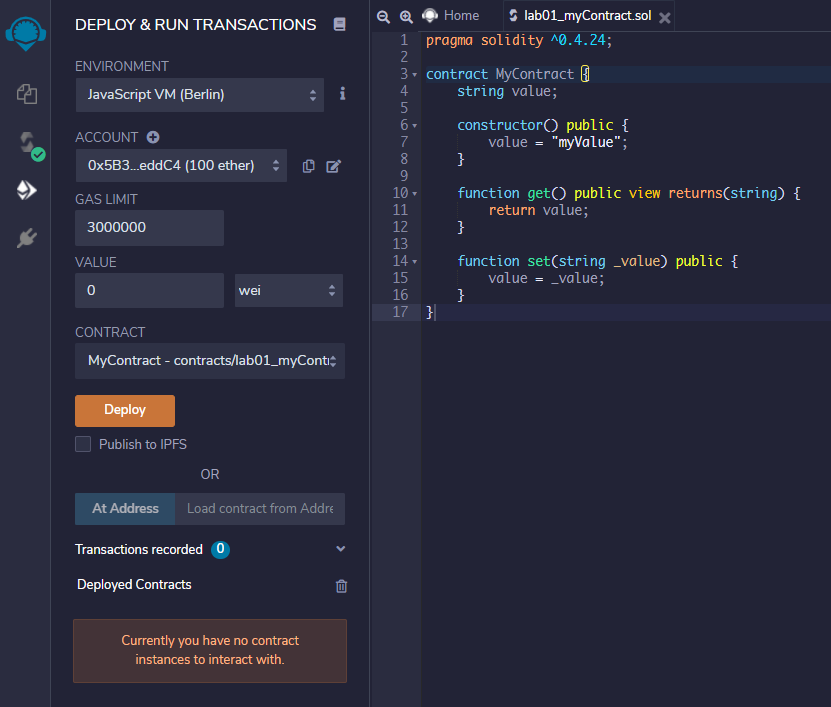 DEPLOY & RUN TRANSACTIONS
ENVIRONMENT
JavaScript VM (Berlin)
ACCOUNT
0x5B3...eddC4 (100 ether)
GAS LIMIT
3000000
VALUE
0
wei
CONTRACT
MyContract - contracts/lab01_myContr
Deploy
Publish to IPFS
OR
At Address
Load contract from Addre
Transactions recorded 0
Deployed Contracts
Currently you have no contract
instances to interact with.
Home
lab01_myContract.sol
1 pragma solidity ^0.4.24;
2
3 contract MyContract {
4     string value;
5
6     constructor() public {
7         value = "myValue";
8     }
9
10     function get() public view returns(string) {
11         return value;
12     }
13
14     function set(string _value) public {
15         value = _value;
16     }
17 }